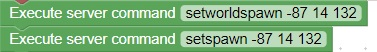 Execute server command setworldspawn -87 14 132
Execute server command setspawn -87 14 132